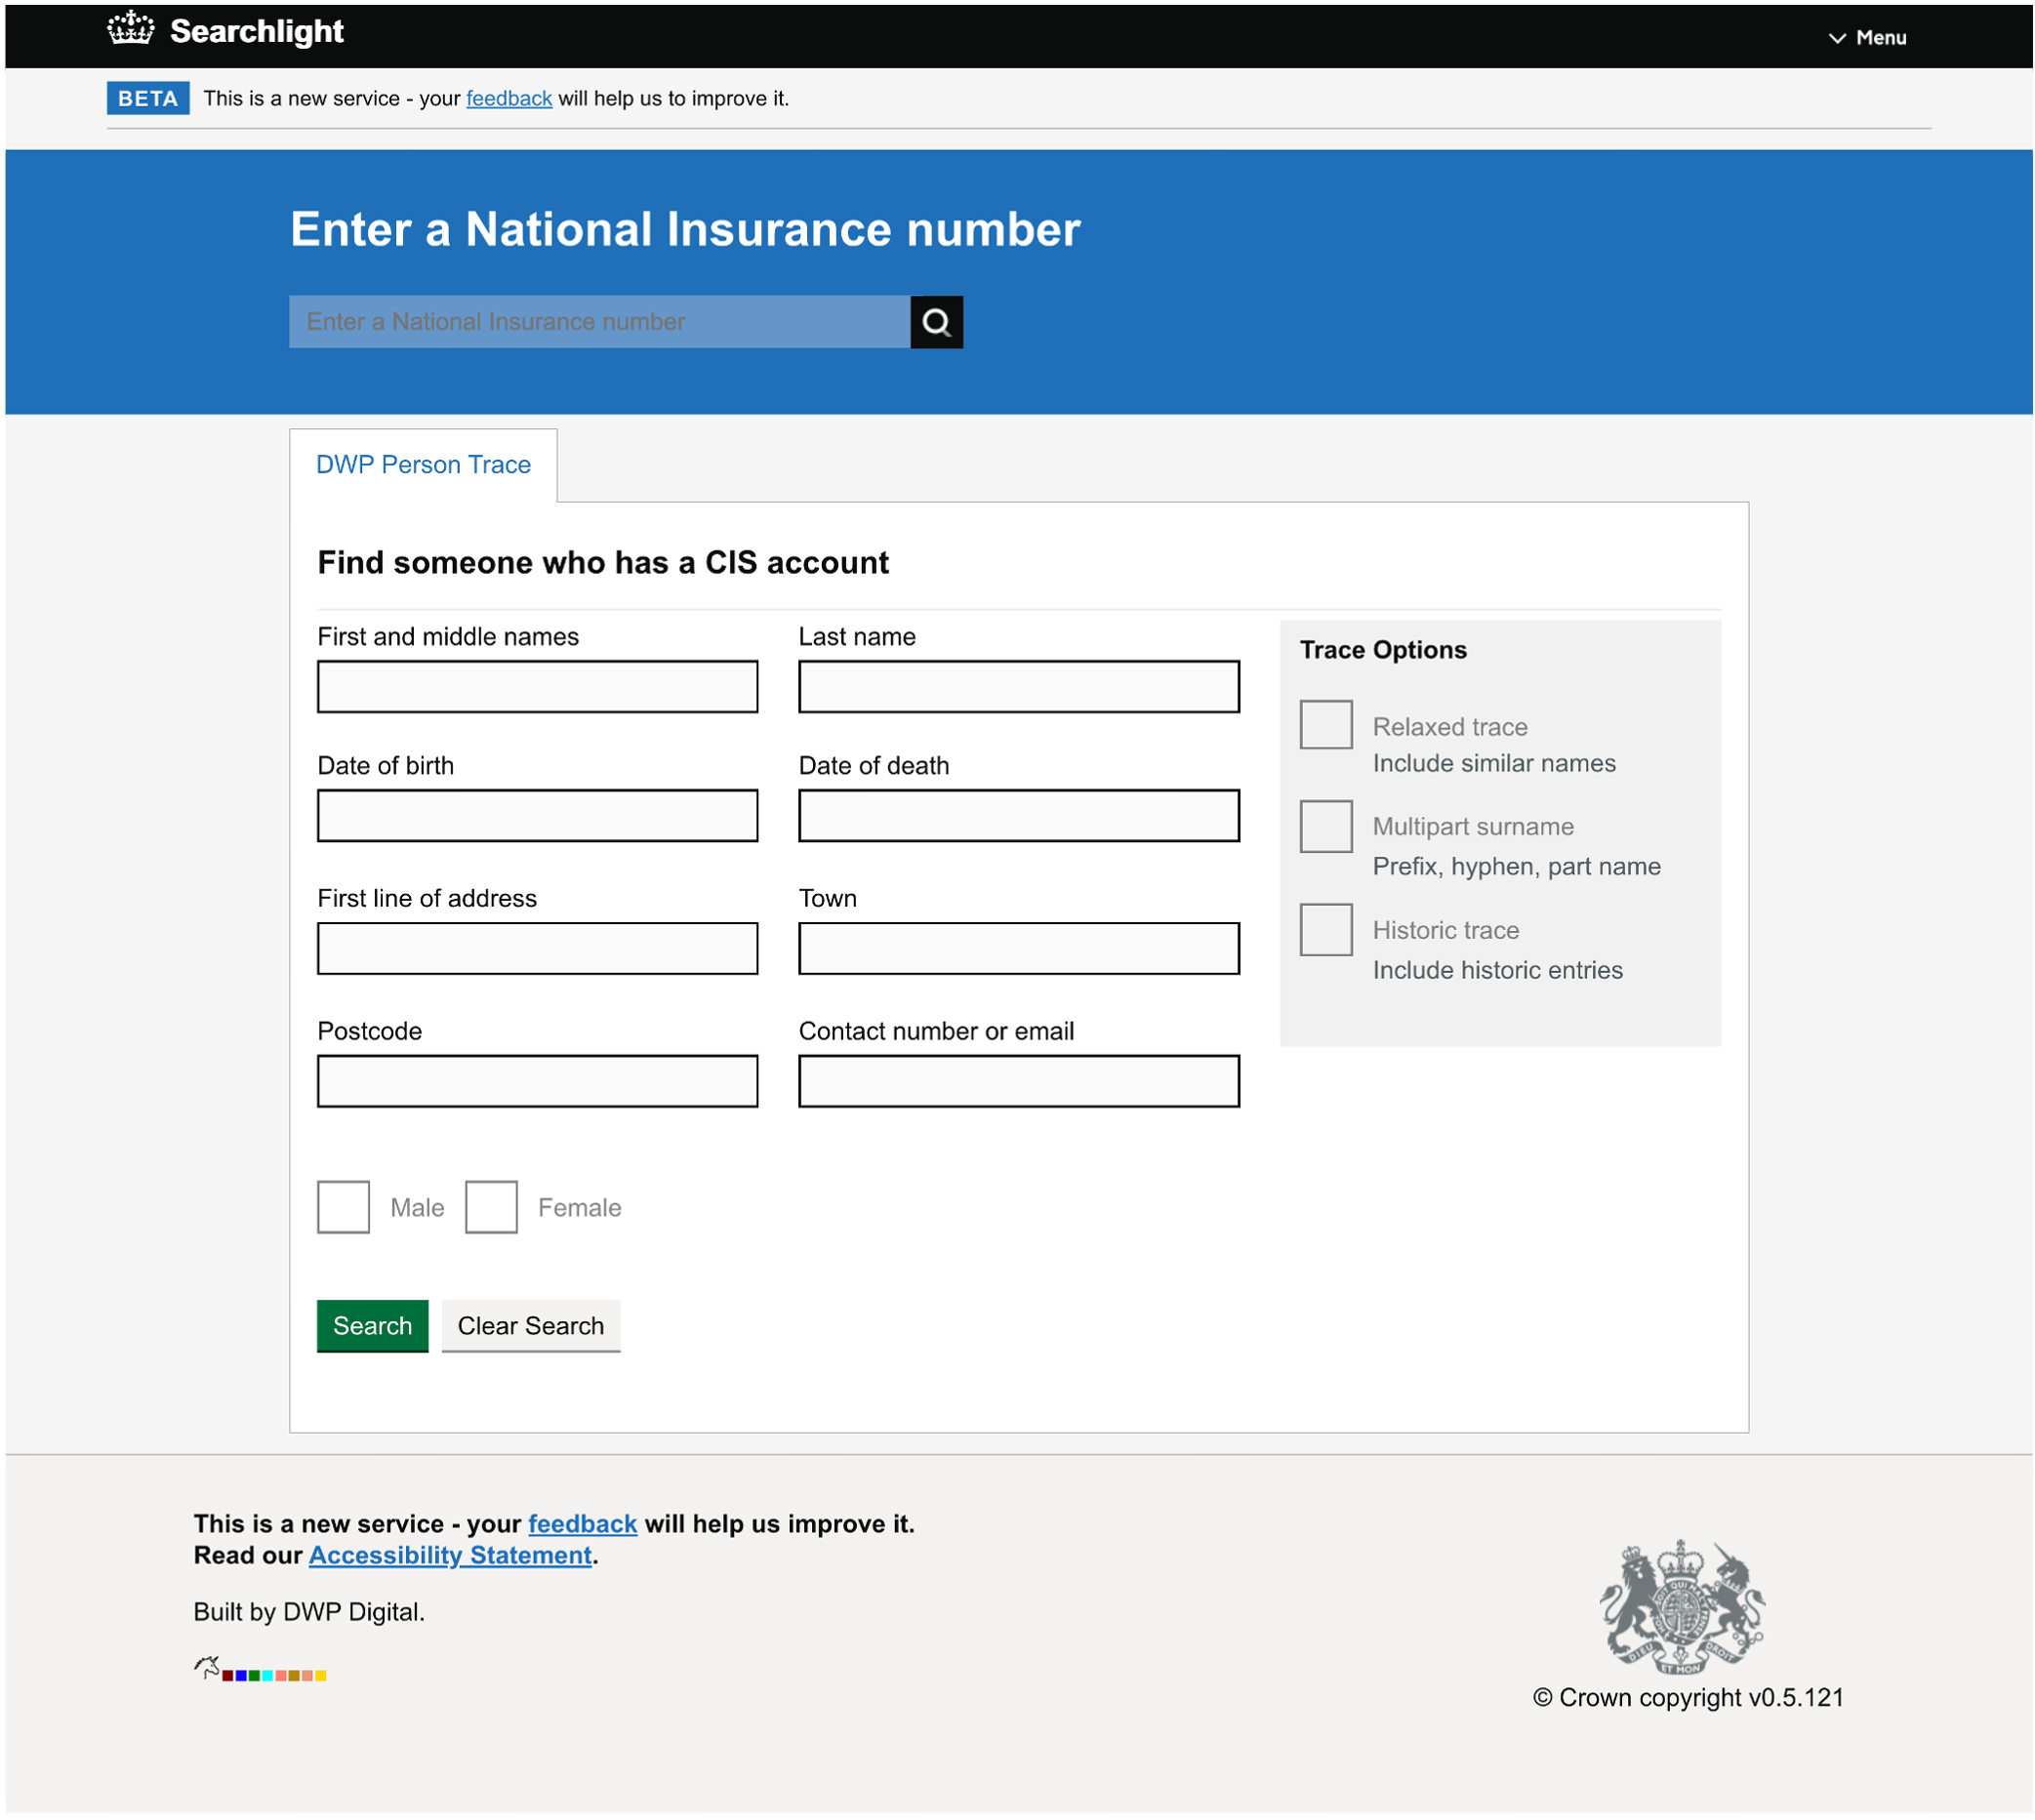 Searchlight
Menu
BETA This is a new service - your feedback will help us to improve it.
Enter a National Insurance number
Enter a National Insurance number
DWP Person Trace
Find someone who has a CIS account
First and middle names
Last name
Date of birth
Date of death
First line of address
Town
Postcode
Contact number or email
Male
Female
Search
Clear Search
Trace Options
Relaxed trace
Include similar names
Multipart surname
Prefix, hyphen, part name
Historic trace
Include historic entries
This is a new service - your feedback will help us improve it.
Read our Accessibility Statement.
Built by DWP Digital.
DIEU ET MON DROIT
© Crown copyright v0.5.121